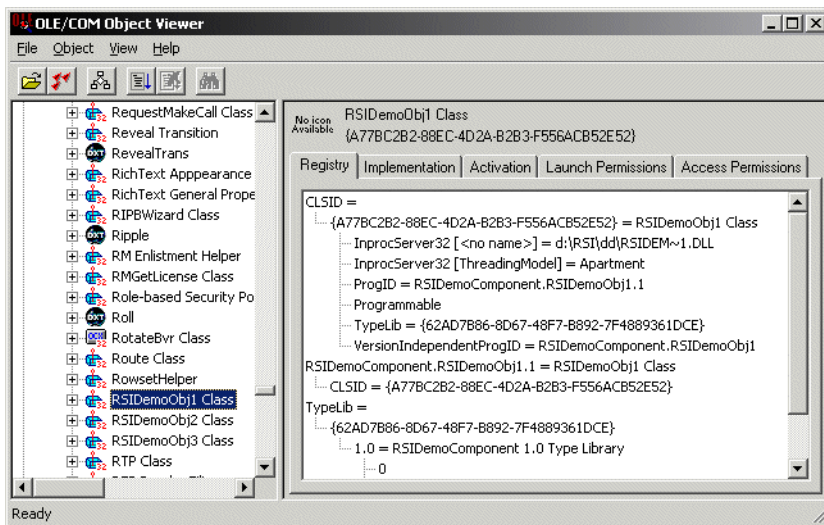 OLE/COM Object Viewer
File Object View Help
RequestMakeCall Class
Reveal Transition
RevealTrans
RichText Apppearance
RichText General Prope
RIPBWizard Class
Ripple
RM Enlistment Helper
RMGetLicense Class
Role-based Security Po
Roll
RotateBvr Class
Route Class
RowsetHelper
RSIDemoObj1 Class
RSIDemoObj2 Class
RSIDemoObj3 Class
RTP Class
No icon Available
RSIDemoObj1 Class
{A77BC2B2-88EC-4D2A-B2B3-F556ACB52E52}
Registry Implementation Activation Launch Permissions Access Permissions
CLSID =
{A77BC2B2-88EC-4D2A-B2B3-F556ACB52E52} = RSIDemoObj1 Class
InprocServer32 [<no name>] = d:\RSI\dd\RSIDEM~1.DLL
InprocServer32 [ThreadingModel] = Apartment
ProgID = RSIDemoComponent.RSIDemoObj1.1
Programmable
TypeLib = {62AD7B86-8D67-48F7-B892-7F4889361DCE}
VersionIndependentProgID = RSIDemoComponent.RSIDemoObj1
RSIDemoComponent.RSIDemoObj1.1 = RSIDemoObj1 Class
CLSID = {A77BC2B2-88EC-4D2A-B2B3-F556ACB52E52}
TypeLib =
{62AD7B86-8D67-48F7-B892-7F4889361DCE}
1.0 = RSIDemoComponent 1.0 Type Library
0
Ready